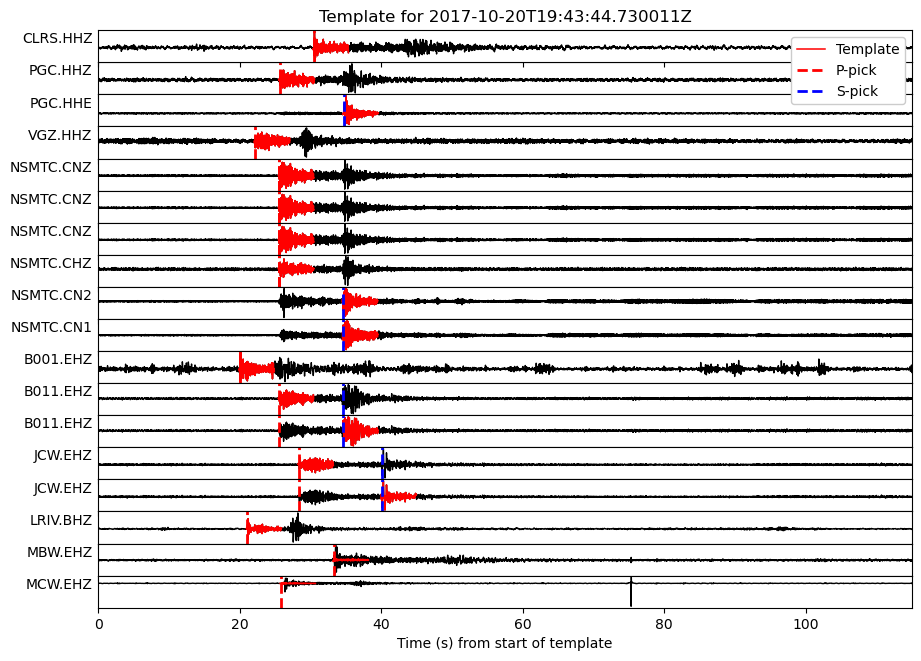 Template for 2017-10-20T19:43:44.730011Z
CLRS.HHZ
PGC.HHZ
PGC.HHE
VGZ.HHZ
NSMTC.CNZ
NSMTC.CNZ
NSMTC.CNZ
NSMTC.CHZ
NSMTC.CN2
NSMTC.CN1
B001.EHZ
B011.EHZ
B011.EHZ
JCW.EHZ
JCW.EHZ
LRIV.BHZ
MBW.EHZ
MCW.EHZ
Template
P-pick
S-pick
0 20 40 60 80 100
Time (s) from start of template